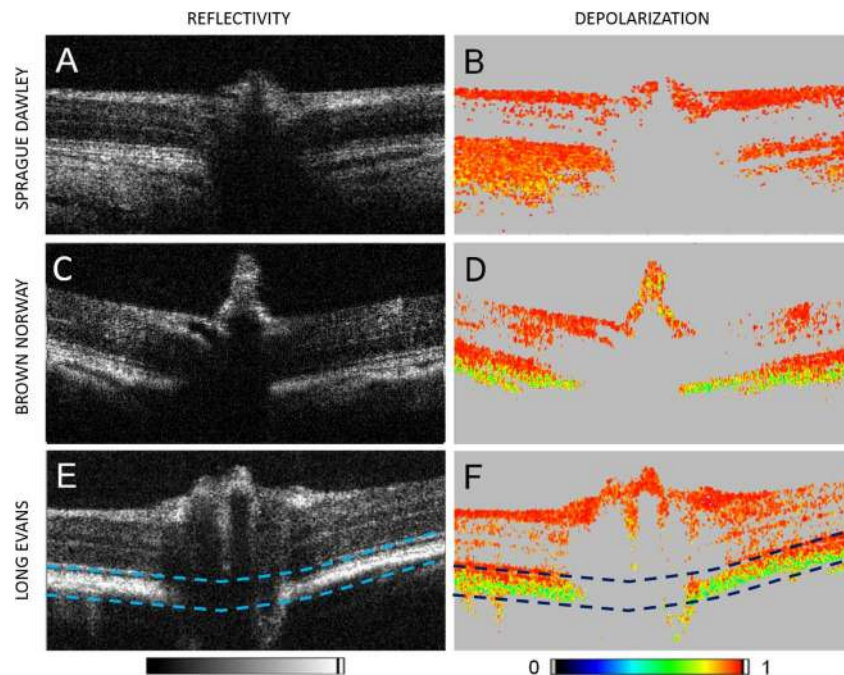 REFLECTIVITY DEPOLARIZATION
SPRAGUE DAWLEY
A B
BROWN NORWAY
C D
LONG EVANS
E F
0 1